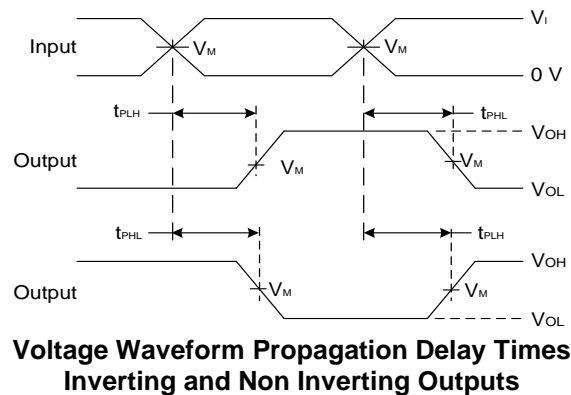 VI
Input
VM
VM
0 V
tPLH
tPHL
VOH
Output
VM
VM
VOL
tPHL
tPLH
VOH
Output
VM
VM
VOL
Voltage Waveform Propagation Delay Times
Inverting and Non Inverting Outputs